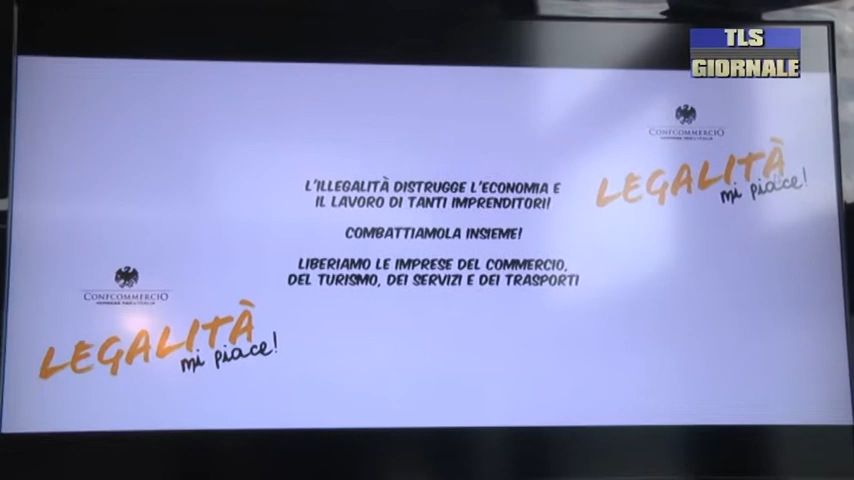 TLS
GIORNALE
CONFCOMMERCIO
LEGALITÀ
mi piace!
L'ILLEGALITÀ DISTRUGGE L'ECONOMIA E
IL LAVORO DI TANTI IMPRENDITORI!
COMBATTIAMOLA INSIEME!
LIBERIAMO LE IMPRESE DEL COMMERCIO,
DEL TURISMO, DEI SERVIZI E DEI TRASPORTI
CONFCOMMERCIO
LEGALITÀ
mi piace!